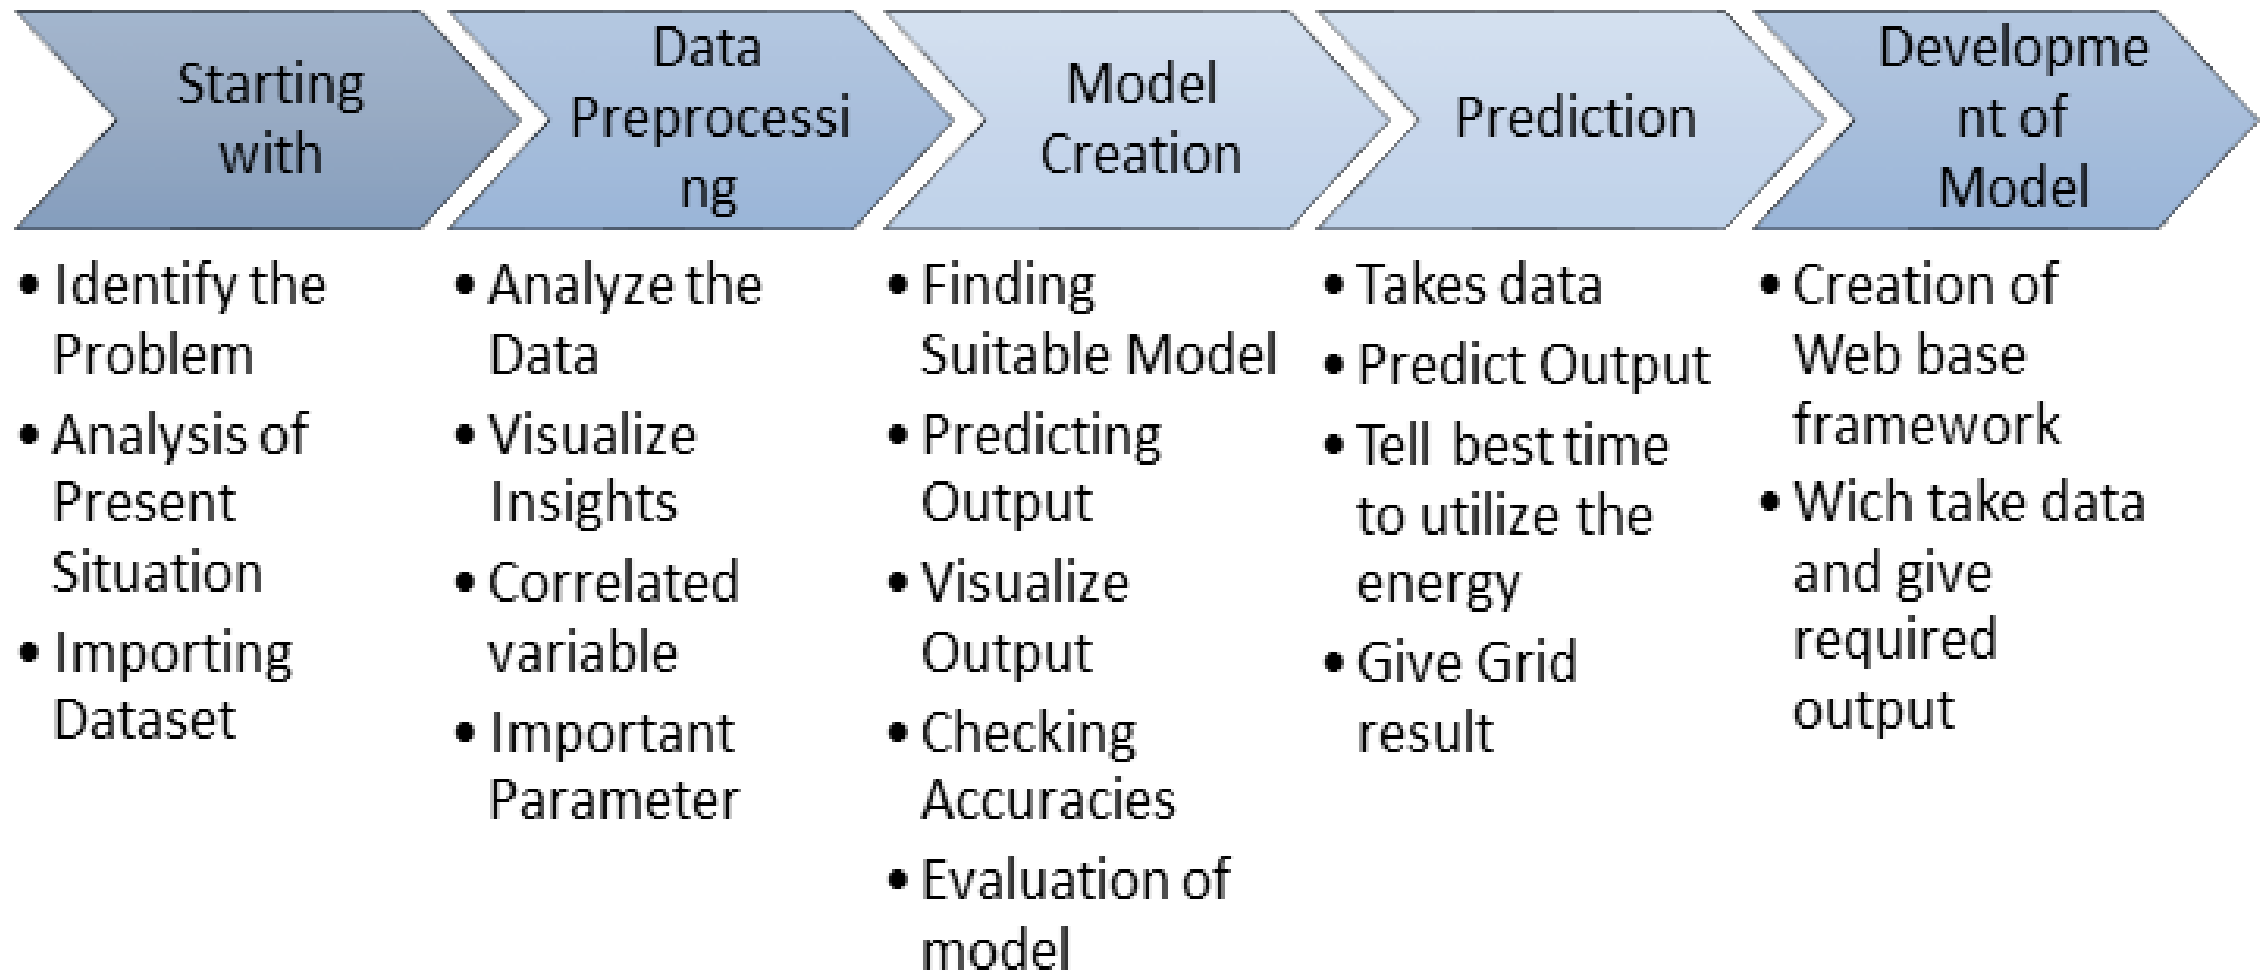 Starting
with
Data
Preprocessi
ng
Model
Creation
Prediction
Developme
nt of
Model
• Identify the
Problem
• Analysis of
Present
Situation
• Importing
Dataset
• Analyze the
Data
• Visualize
Insights
• Correlated
variable
• Important
Parameter
• Finding
Suitable Model
• Predicting
Output
• Visualize
Output
• Checking
Accuracies
• Evaluation of
model
• Takes data
• Predict Output
• Tell best time
to utilize the
energy
• Give Grid
result
• Creation of
Web base
framework
• Wich take data
and give
required
output